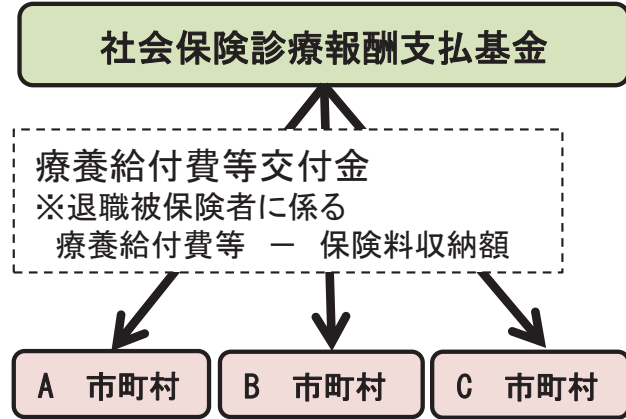 社会保険診療報酬支払基金
療養給付費等交付金
※退職被保険者に係る
療養給付費等 － 保険料収納額
A 市町村
B 市町村
C 市町村